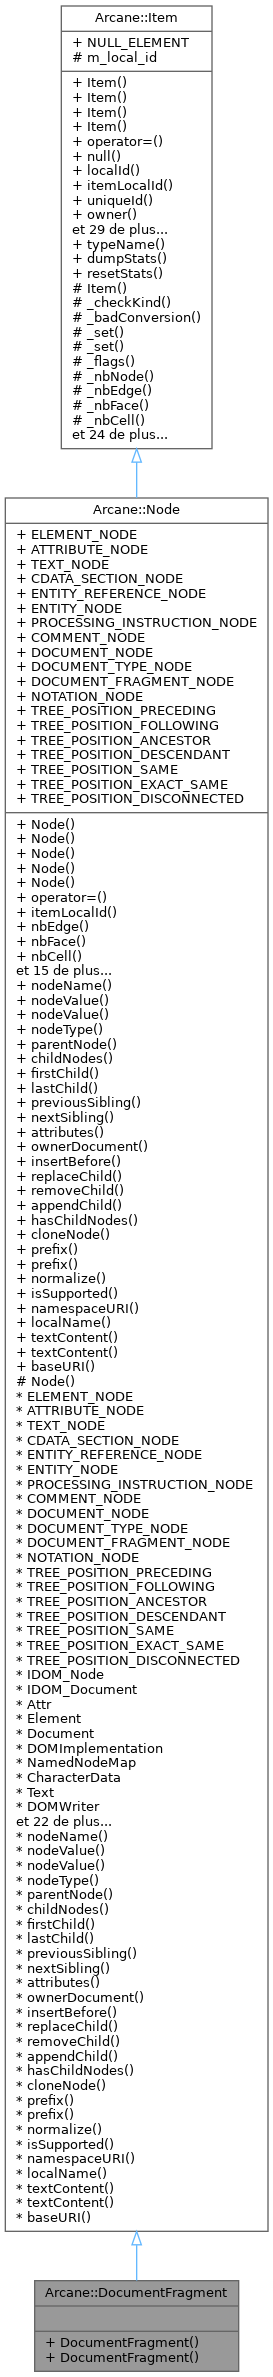 Arcane::Item
+ NULL_ELEMENT
# m_local_id
+ Item()
+ Item()
+ Item()
+ Item()
+ operator=()
+ null()
+ localId()
+ itemLocalId()
+ uniqueId()
+ owner()
et 29 de plus...
+ typeName()
+ dumpStats()
+ resetStats()
# Item()
# _checkKind()
# _badConversion()
# _set()
# _set()
# _flags()
# _nbNode()
# _nbEdge()
# _nbFace()
# _nbCell()
et 24 de plus...
Arcane::Node
+ ELEMENT_NODE
+ ATTRIBUTE_NODE
+ TEXT_NODE
+ CDATA_SECTION_NODE
+ ENTITY_REFERENCE_NODE
+ ENTITY_NODE
+ PROCESSING_INSTRUCTION_NODE
+ COMMENT_NODE
+ DOCUMENT_NODE
+ DOCUMENT_TYPE_NODE
+ DOCUMENT_FRAGMENT_NODE
+ NOTATION_NODE
+ TREE_POSITION_PRECEDING
+ TREE_POSITION_FOLLOWING
+ TREE_POSITION_ANCESTOR
+ TREE_POSITION_DESCENDANT
+ TREE_POSITION_SAME
+ TREE_POSITION_EXACT_SAME
+ TREE_POSITION_DISCONNECTED
+ Node()
+ Node()
+ Node()
+ Node()
+ Node()
+ operator=()
+ itemLocalId()
+ nbEdge()
+ nbFace()
+ nbCell()
et 15 de plus...
+ nodeName()
+ nodeValue()
+ nodeValue()
+ nodeType()
+ parentNode()
+ childNodes()
+ firstChild()
+ lastChild()
+ previousSibling()
+ nextSibling()
+ attributes()
+ ownerDocument()
+ insertBefore()
+ replaceChild()
+ removeChild()
+ appendChild()
+ hasChildNodes()
+ cloneNode()
+ prefix()
+ prefix()
+ normalize()
+ isSupported()
+ namespaceURI()
+ localName()
+ textContent()
+ textContent()
+ baseURI()
# Node()
* ELEMENT_NODE
* ATTRIBUTE_NODE
* TEXT_NODE
* CDATA_SECTION_NODE
* ENTITY_REFERENCE_NODE
* ENTITY_NODE
* PROCESSING_INSTRUCTION_NODE
* COMMENT_NODE
* DOCUMENT_NODE
* DOCUMENT_TYPE_NODE
* DOCUMENT_FRAGMENT_NODE
* NOTATION_NODE
* TREE_POSITION_PRECEDING
* TREE_POSITION_FOLLOWING
* TREE_POSITION_ANCESTOR
* TREE_POSITION_DESCENDANT
* TREE_POSITION_SAME
* TREE_POSITION_EXACT_SAME
* TREE_POSITION_DISCONNECTED
* IDOM_Node
* IDOM_Document
* Attr
* Element
* Document
* DOMImplementation
* NamedNodeMap
* CharacterData
* Text
* DOMWriter
et 22 de plus...
* nodeName()
* nodeValue()
* nodeValue()
* nodeType()
* parentNode()
* childNodes()
* firstChild()
* lastChild()
* previousSibling()
* nextSibling()
* attributes()
* ownerDocument()
* insertBefore()
* replaceChild()
* removeChild()
* appendChild()
* hasChildNodes()
* cloneNode()
* prefix()
* prefix()
* normalize()
* isSupported()
* namespaceURI()
* localName()
* textContent()
* textContent()
* baseURI()
Arcane::DocumentFragment
+ DocumentFragment()
+ DocumentFragment()